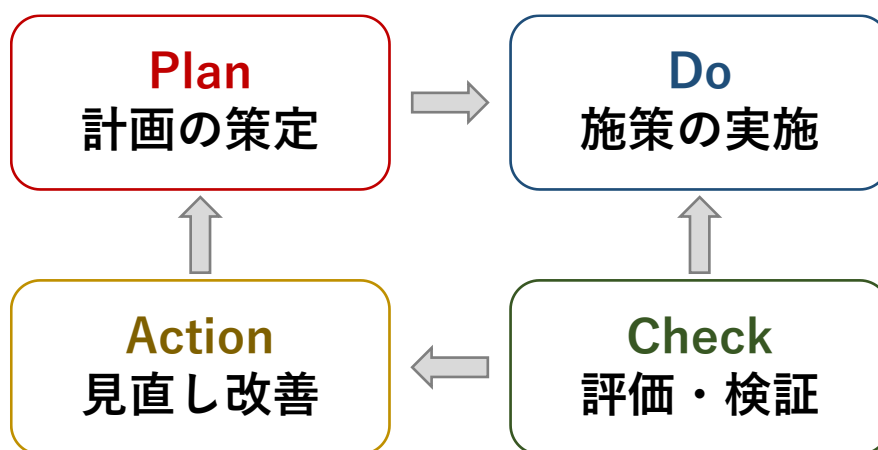 Plan
計画の策定
Do
施策の実施
Action
見直し改善
Check
評価・検証